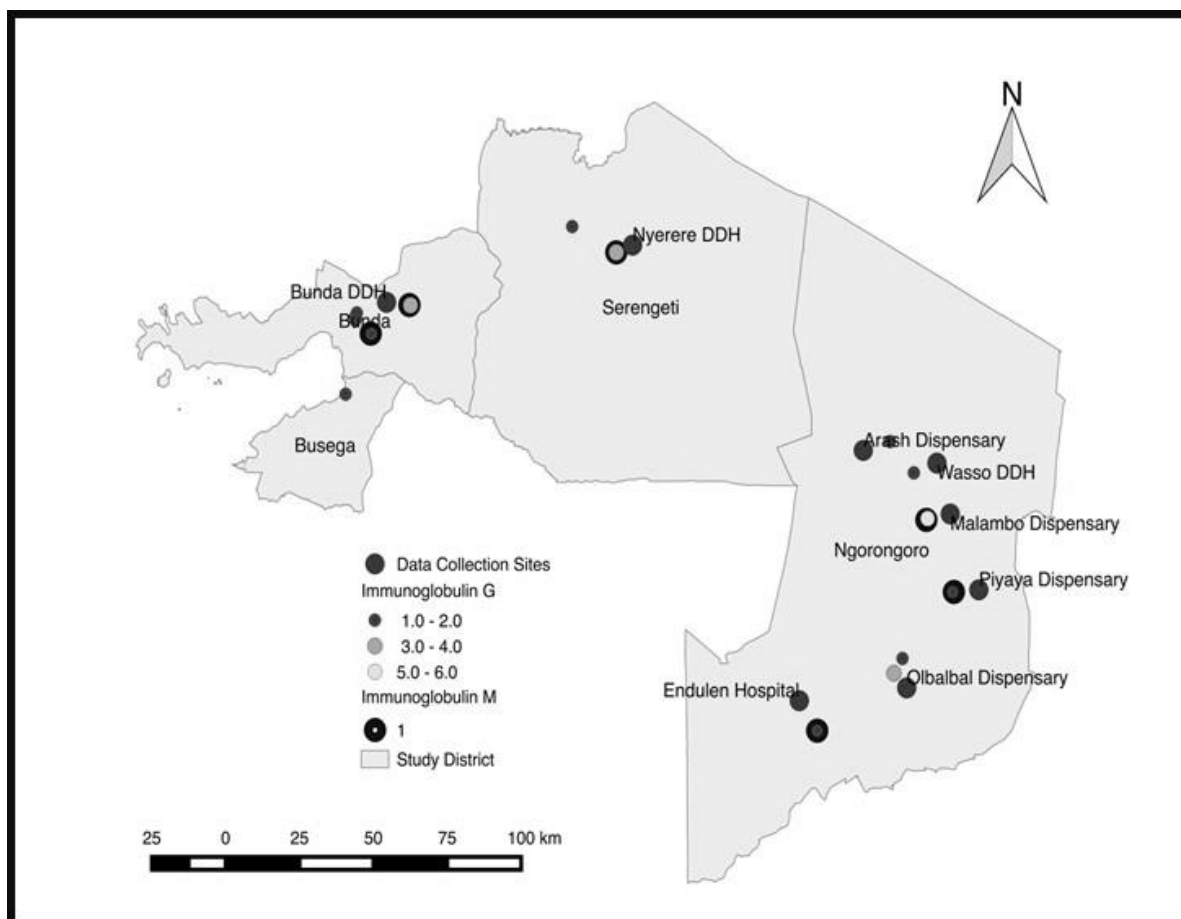 N
Nyerere DDH
Bunda DDH
Bunda
Serengeti
Busega
Arash Dispensary
Wasso DDH
Malambo Dispensary
Ngorongoro
Piyaya Dispensary
Olbalbal Dispensary
Endulen Hospital
Data Collection Sites
Immunoglobulin G
1.0 - 2.0
3.0 - 4.0
5.0 - 6.0
Immunoglobulin M
1
Study District
25 0 25 50 75 100 km